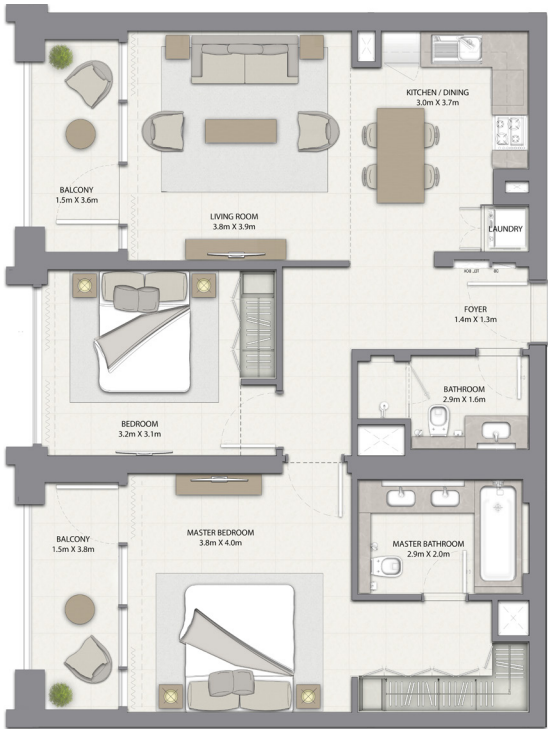 KITCHEN / DINING
3.0m X 3.7m
BALCONY
1.5m X 3.6m
LIVING ROOM
3.8m X 3.9m
LAUNDRY
FOYER
1.4m X 1.3m
BATHROOM
2.9m X 1.6m
BEDROOM
3.2m X 3.1m
MASTER BEDROOM
3.8m X 4.0m
BALCONY
1.5m X 3.8m
MASTER BATHROOM
2.9m X 2.0m